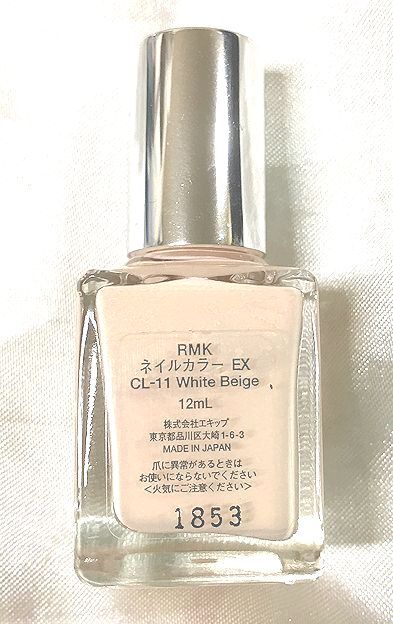 RMK
ネイルカラー EX
CL-11 White Beige
12mL
株式会社エキップ
東京都品川区大崎1-6-3
MADE IN JAPAN
爪に異常があるときは
お使いにならないでください
<火気にご注意ください>
1853